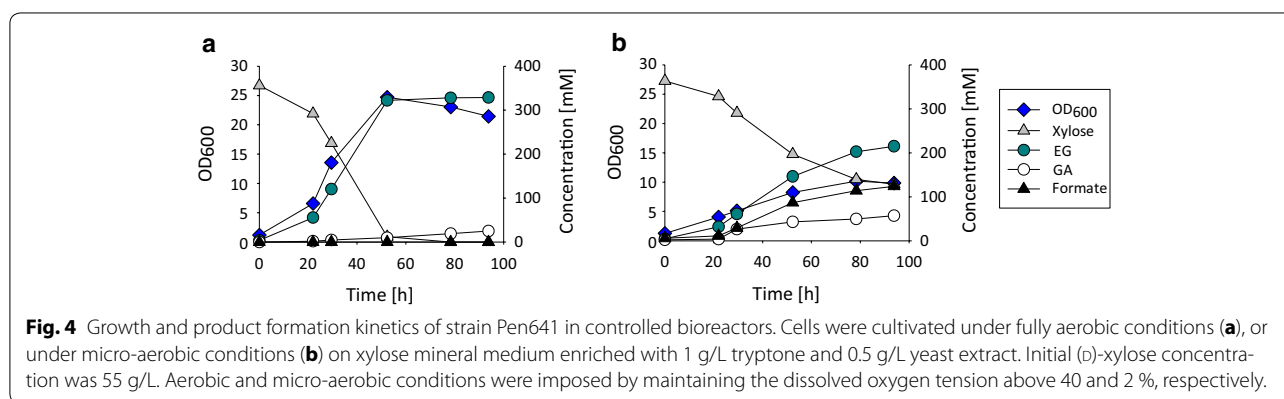 a
b
30
25
20
15
10
5
0
OD600
400
300
200
100
0
Concentration [mM]
0 20 40 60 80 100
Time [h]
30
25
20
15
10
5
0
OD600
400
300
200
100
0
Concentration [mM]
0 20 40 60 80 100
Time [h]
OD600
Xylose
EG
GA
Formate
Fig. 4 Growth and product formation kinetics of strain Pen641 in controlled bioreactors. Cells were cultivated under fully aerobic conditions (a), or
under micro-aerobic conditions (b) on xylose mineral medium enriched with 1 g/L tryptone and 0.5 g/L yeast extract. Initial (D)-xylose concentra-
tion was 55 g/L. Aerobic and micro-aerobic conditions were imposed by maintaining the dissolved oxygen tension above 40 and 2 %, respectively.